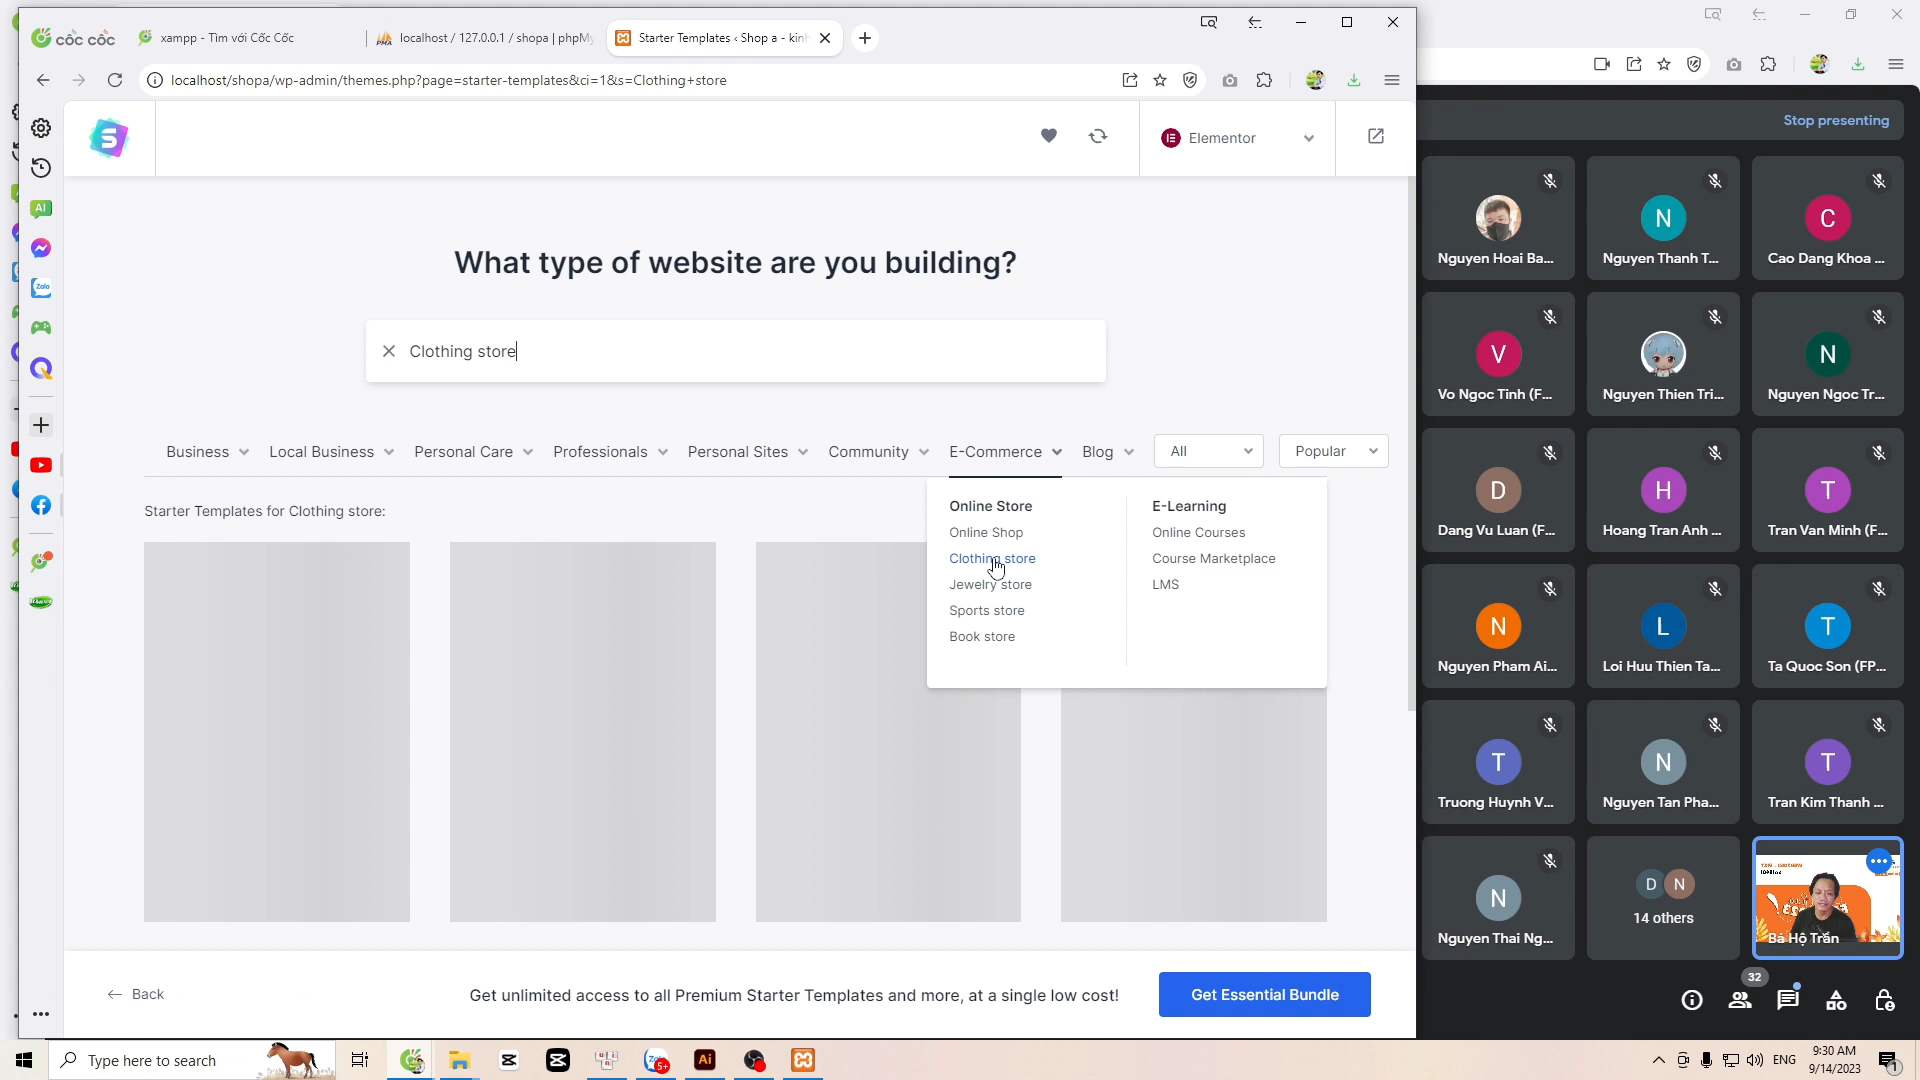 cốc cốc
xampp - Tìm với Cốc Cốc
localhost / 127.0.0.1 / shopa | phpMy
Starter Templates ‹ Shop a - kinh
localhost/shopa/wp-admin/themes.php?page=starter-templates&ci=1&s=Clothing+store
Elementor
What type of website are you building?
Clothing store
Business
Local Business
Personal Care
Professionals
Personal Sites
Community
E-Commerce
Blog
All
Popular
Starter Templates for Clothing store:
Online Store
Online Shop
Clothing store
Jewelry store
Sports store
Book store
E-Learning
Online Courses
Course Marketplace
LMS
Back
Get unlimited access to all Premium Starter Templates and more, at a single low cost!
Get Essential Bundle
Stop presenting
Nguyen Hoai Ba...
N
Nguyen Thanh T...
C
Cao Dang Khoa ...
V
Vo Ngoc Tinh (F...
Nguyen Thien Tri...
N
Nguyen Ngoc Tr...
D
Dang Vu Luan (F...
H
Hoang Tran Anh ...
T
Tran Van Minh (F...
N
Nguyen Pham Ai...
L
Loi Huu Thien Ta...
T
Ta Quoc Son (FP...
T
Truong Huynh V...
N
Nguyen Tan Pha...
T
Tran Kim Thanh ...
N
Nguyen Thai Ng...
D N
14 others
Bá Hộ Trần
32
Type here to search
ENG
9:30 AM
9/14/2023